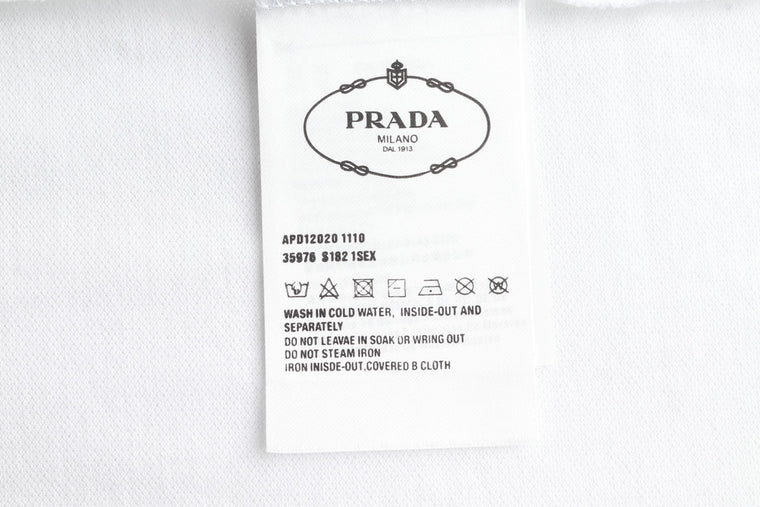 PRADA
MILANO
DAL 1913
APD12020 1110
35976 S182 1SEX
WASH IN COLD WATER, INSIDE-OUT AND
SEPARATELY
DO NOT LEAVAE IN SOAK OR WRING OUT
DO NOT STEAM IRON
IRON INISDE-OUT,COVERED B CLOTH